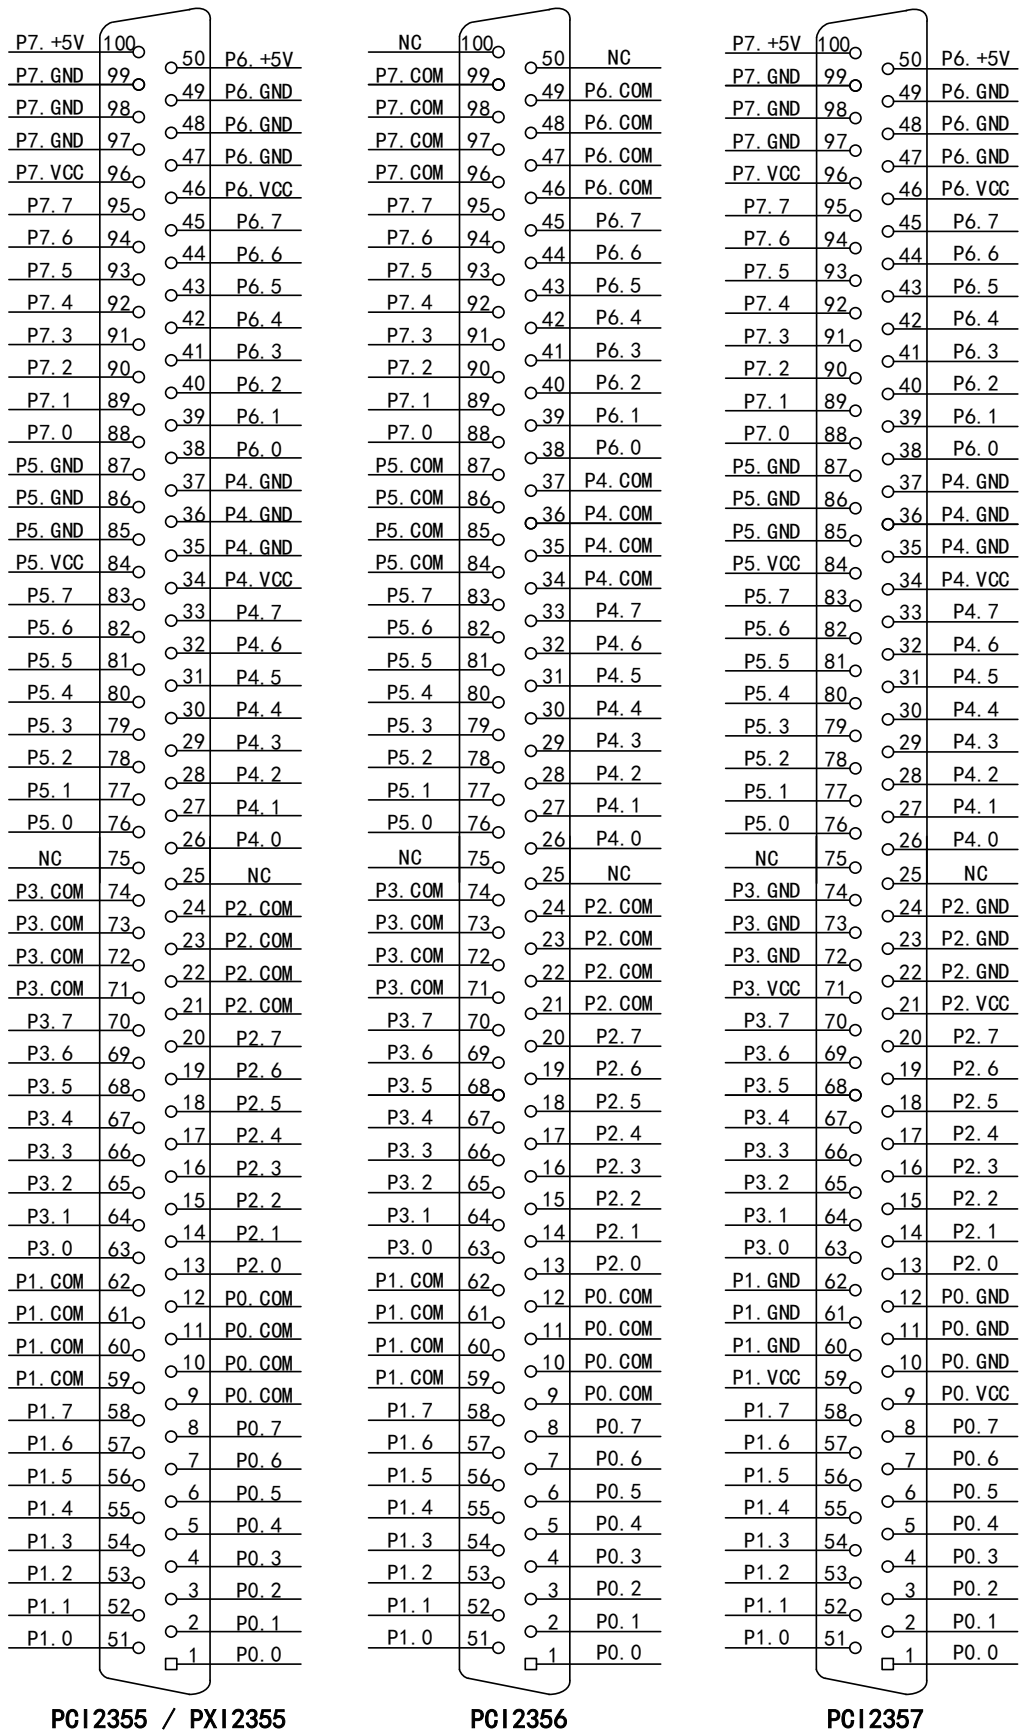 P7.+5V 100
P7.GND 99
P7.GND 98
P7.GND 97
P7.VCC 96
P7.7 95
P7.6 94
P7.5 93
P7.4 92
P7.3 91
P7.2 90
P7.1 89
P7.0 88
P5.GND 87
P5.GND 86
P5.GND 85
P5.VCC 84
P5.7 83
P5.6 82
P5.5 81
P5.4 80
P5.3 79
P5.2 78
P5.1 77
P5.0 76
NC 75
P3.COM 74
P3.COM 73
P3.COM 72
P3.COM 71
P3.7 70
P3.6 69
P3.5 68
P3.4 67
P3.3 66
P3.2 65
P3.1 64
P3.0 63
P1.COM 62
P1.COM 61
P1.COM 60
P1.COM 59
P1.7 58
P1.6 57
P1.5 56
P1.4 55
P1.3 54
P1.2 53
P1.1 52
P1.0 51
50 P6.+5V
49 P6.GND
48 P6.GND
47 P6.GND
46 P6.VCC
45 P6.7
44 P6.6
43 P6.5
42 P6.4
41 P6.3
40 P6.2
39 P6.1
38 P6.0
37 P4.GND
36 P4.GND
35 P4.GND
34 P4.VCC
33 P4.7
32 P4.6
31 P4.5
30 P4.4
29 P4.3
28 P4.2
27 P4.1
26 P4.0
25 NC
24 P2.COM
23 P2.COM
22 P2.COM
21 P2.COM
20 P2.7
19 P2.6
18 P2.5
17 P2.4
16 P2.3
15 P2.2
14 P2.1
13 P2.0
12 P0.COM
11 P0.COM
10 P0.COM
9 P0.COM
8 P0.7
7 P0.6
6 P0.5
5 P0.4
4 P0.3
3 P0.2
2 P0.1
1 P0.0
PCI2355 / PXI2355
NC 100
P7.COM 99
P7.COM 98
P7.COM 97
P7.COM 96
P7.7 95
P7.6 94
P7.5 93
P7.4 92
P7.3 91
P7.2 90
P7.1 89
P7.0 88
P5.COM 87
P5.COM 86
P5.COM 85
P5.COM 84
P5.7 83
P5.6 82
P5.5 81
P5.4 80
P5.3 79
P5.2 78
P5.1 77
P5.0 76
NC 75
P3.COM 74
P3.COM 73
P3.COM 72
P3.COM 71
P3.7 70
P3.6 69
P3.5 68
P3.4 67
P3.3 66
P3.2 65
P3.1 64
P3.0 63
P1.COM 62
P1.COM 61
P1.COM 60
P1.COM 59
P1.7 58
P1.6 57
P1.5 56
P1.4 55
P1.3 54
P1.2 53
P1.1 52
P1.0 51
50 NC
49 P6.COM
48 P6.COM
47 P6.COM
46 P6.COM
45 P6.7
44 P6.6
43 P6.5
42 P6.4
41 P6.3
40 P6.2
39 P6.1
38 P6.0
37 P4.COM
36 P4.COM
35 P4.COM
34 P4.COM
33 P4.7
32 P4.6
31 P4.5
30 P4.4
29 P4.3
28 P4.2
27 P4.1
26 P4.0
25 NC
24 P2.COM
23 P2.COM
22 P2.COM
21 P2.COM
20 P2.7
19 P2.6
18 P2.5
17 P2.4
16 P2.3
15 P2.2
14 P2.1
13 P2.0
12 P0.COM
11 P0.COM
10 P0.COM
9 P0.COM
8 P0.7
7 P0.6
6 P0.5
5 P0.4
4 P0.3
3 P0.2
2 P0.1
1 P0.0
PCI2356
P7.+5V 100
P7.GND 99
P7.GND 98
P7.GND 97
P7.VCC 96
P7.7 95
P7.6 94
P7.5 93
P7.4 92
P7.3 91
P7.2 90
P7.1 89
P7.0 88
P5.GND 87
P5.GND 86
P5.GND 85
P5.VCC 84
P5.7 83
P5.6 82
P5.5 81
P5.4 80
P5.3 79
P5.2 78
P5.1 77
P5.0 76
NC 75
P3.GND 74
P3.GND 73
P3.GND 72
P3.VCC 71
P3.7 70
P3.6 69
P3.5 68
P3.4 67
P3.3 66
P3.2 65
P3.1 64
P3.0 63
P1.GND 62
P1.GND 61
P1.GND 60
P1.VCC 59
P1.7 58
P1.6 57
P1.5 56
P1.4 55
P1.3 54
P1.2 53
P1.1 52
P1.0 51
50 P6.+5V
49 P6.GND
48 P6.GND
47 P6.GND
46 P6.VCC
45 P6.7
44 P6.6
43 P6.5
42 P6.4
41 P6.3
40 P6.2
39 P6.1
38 P6.0
37 P4.GND
36 P4.GND
35 P4.GND
34 P4.VCC
33 P4.7
32 P4.6
31 P4.5
30 P4.4
29 P4.3
28 P4.2
27 P4.1
26 P4.0
25 NC
24 P2.GND
23 P2.GND
22 P2.GND
21 P2.VCC
20 P2.7
19 P2.6
18 P2.5
17 P2.4
16 P2.3
15 P2.2
14 P2.1
13 P2.0
12 P0.GND
11 P0.GND
10 P0.GND
9 P0.VCC
8 P0.7
7 P0.6
6 P0.5
5 P0.4
4 P0.3
3 P0.2
2 P0.1
1 P0.0
PCI2357